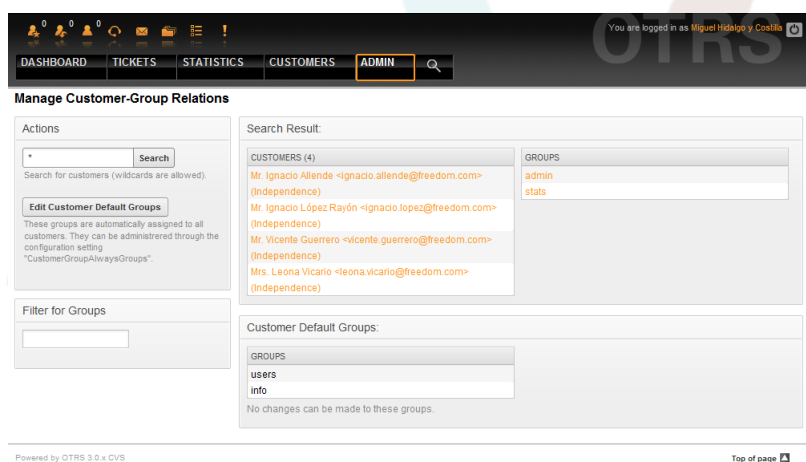 0 0 0
You are logged in as Miguel Hidalgo y Costilla
OTRS
DASHBOARD TICKETS STATISTICS CUSTOMERS ADMIN
Manage Customer-Group Relations
Actions
*
Search
Search for customers (wildcards are allowed).
Edit Customer Default Groups
These groups are automatically assigned to all
customers. They can be administrered through the
configuration setting
"CustomerGroupAlwaysGroups".
Filter for Groups
Search Result:
CUSTOMERS (4)
Mr. Ignacio Allende <ignacio.allende@freedom.com>
(Independence)
Mr. Ignacio López Rayón <ignacio.lopez@freedom.com>
(Independence)
Mr. Vicente Guerrero <vicente.guerrero@freedom.com>
(Independence)
Mrs. Leona Vicario <leona.vicario@freedom.com>
(Independence)
GROUPS
admin
stats
Customer Default Groups:
GROUPS
users
info
No changes can be made to these groups.
Powered by OTRS 3.0.x CVS
Top of page